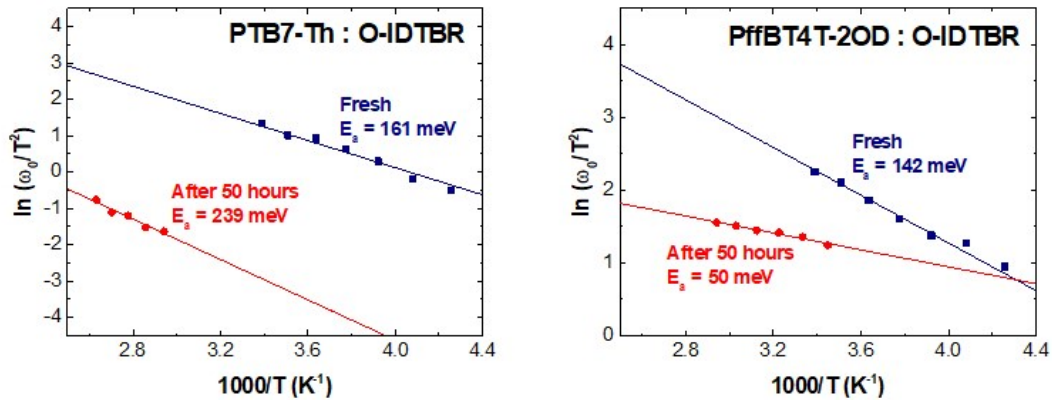 PTB7-Th : O-IDTBR
Fresh
Eₐ = 161 meV
After 50 hours
Eₐ = 239 meV
ln (ω₀/T²)
4
3
2
1
0
-1
-2
-3
-4
2.8 3.2 3.6 4.0 4.4
1000/T (K⁻¹)
PffBT4T-2OD : O-IDTBR
Fresh
Eₐ = 142 meV
After 50 hours
Eₐ = 50 meV
ln (ω₀/T²)
4
3
2
1
0
2.8 3.2 3.6 4.0 4.4
1000/T (K⁻¹)